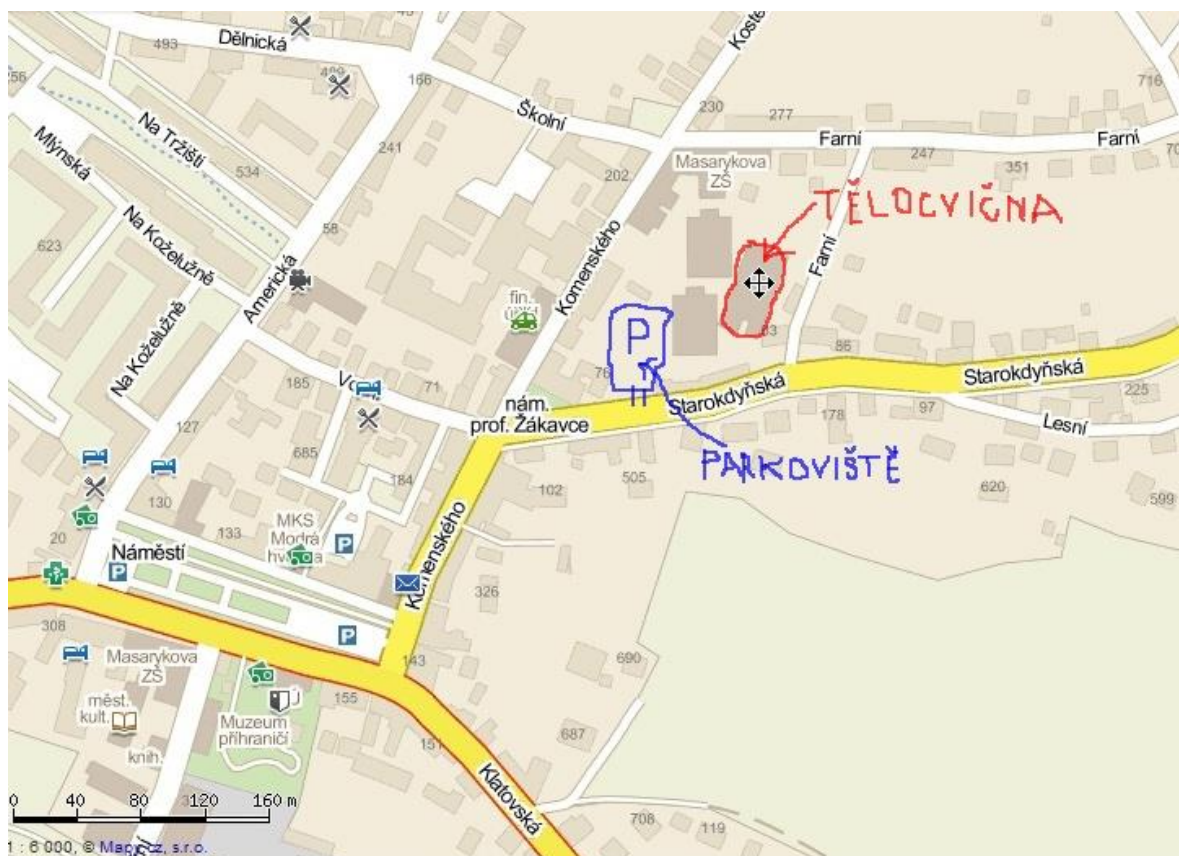 Dělnická
493
Koste
716
256
166
Školní
230
277
Farní
Farní
Na Tržišti
Mlýnská
241
247
351
70
534
202
Masarykova
ZŠ
TĚLOCVIČNA
Na Koželužně
58
623
Americká
Komenského
Farní
fin.
P
63
86
Na Koželužně
185
71
76
Starokdyňská
Starokdyňská
nám.
prof. Žákavce
225
127
178
97
Lesní
685
PARKOVIŠTĚ
184
505
102
620
599
130
133
MKS
Modrá
20
Náměstí
P
P
Komenského
326
308
P
143
Masarykova
ZŠ
690
měst.
kult.
155
Muzeum
příhraničí
151
687
knih.
Klatovská
0 40 80 120 160 m
708
119
1 : 6 000, © Mapy.cz, s.r.o.